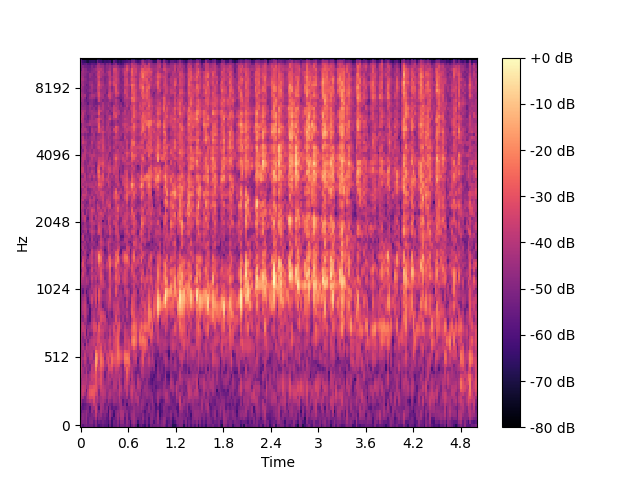 +0 dB
8192
-10 dB
4096
-20 dB
-30 dB
2048
Hz
-40 dB
1024
-50 dB
512
-60 dB
-70 dB
0
-80 dB
0 0.6 1.2 1.8 2.4 3 3.6 4.2 4.8
Time